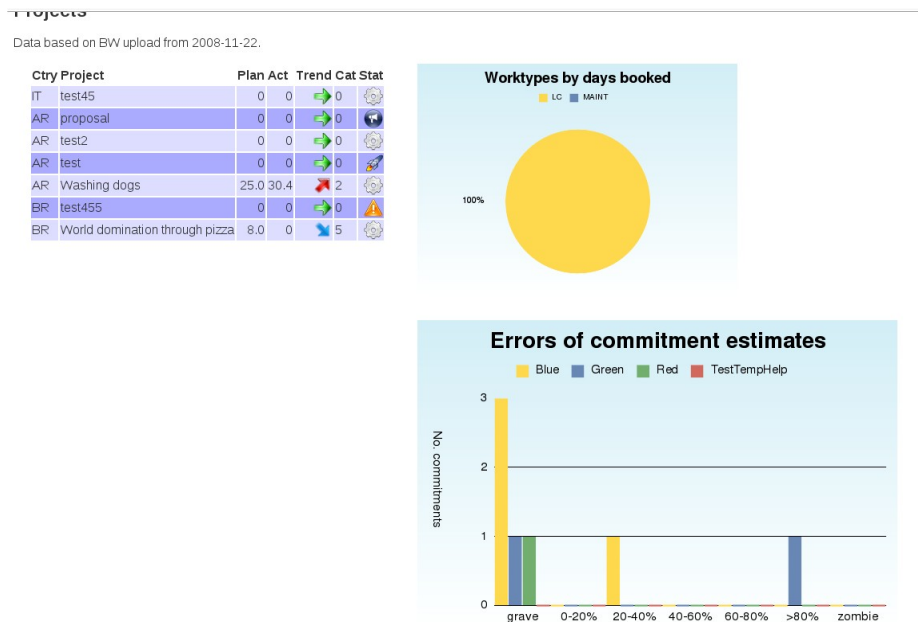 Projects
Data based on BW upload from 2008-11-22.
Ctry Project Plan Act Trend Cat Stat
IT test45 0 0 0
AR proposal 0 0 0
AR test2 0 0 0
AR test 0 0 0
AR Washing dogs 25.0 30.4 2
BR test455 0 0 0
BR World domination through pizza 8.0 0 5
Worktypes by days booked
LC MAINT
100%
Errors of commitment estimates
Blue Green Red TestTempHelp
No. commitments
3
2
1
0
grave 0-20% 20-40% 40-60% 60-80% >80% zombie